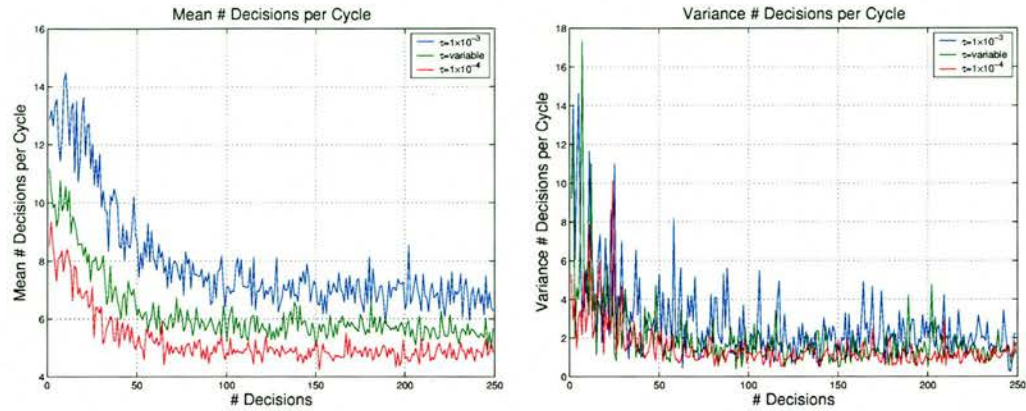 Mean # Decisions per Cycle
16
14
12
10
8
6
4
0
50
100
150
200
250
Mean # Decisions per Cycle
# Decisions
τ=1×10⁻³
τ=variable
τ=1×10⁻⁴
Variance # Decisions per Cycle
18
16
14
12
10
8
6
4
2
0
0
50
100
150
200
250
Variance # Decisions per Cycle
# Decisions
τ=1×10⁻³
τ=variable
τ=1×10⁻⁴